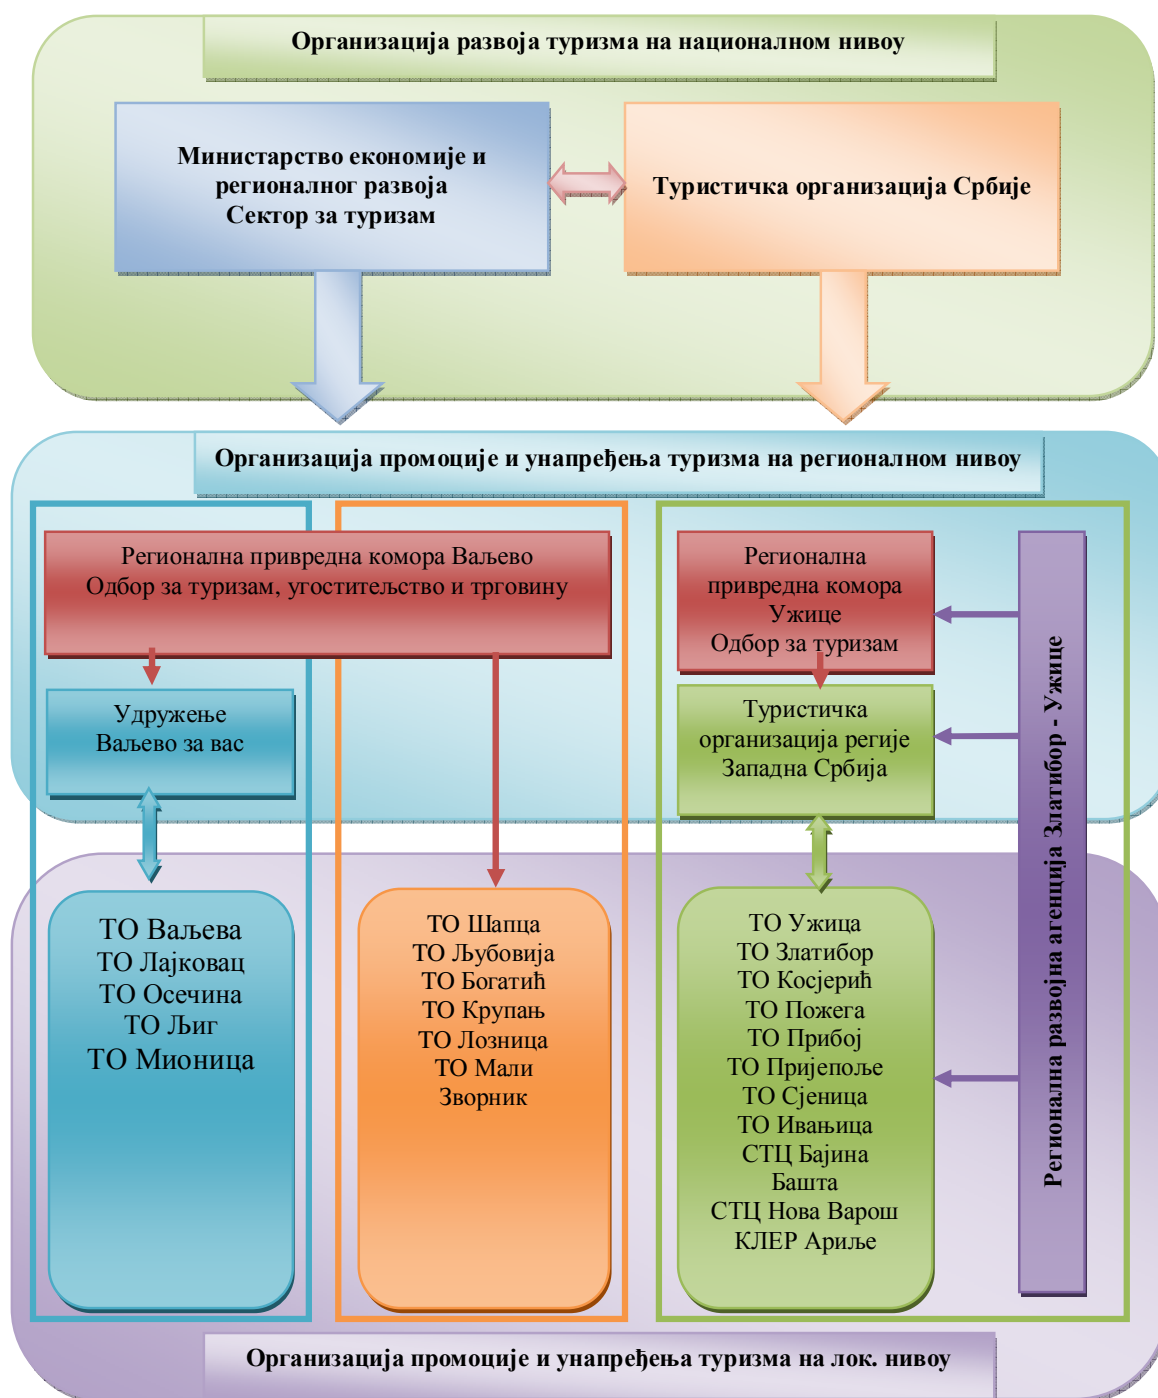 Организација развоја туризма на националном нивоу
Министарство економије и
регионалног развоја
Сектор за туризам
Туристичка организација Србије
Организација промоције и унапређења туризма на регионалном нивоу
Регионална привредна комора Ваљево
Одбор за туризам, угоститељство и трговину
Регионална
привредна комора
Ужице
Одбор за туризам
Удружење
Ваљево за вас
Туристичка
организација регије
Западна Србија
Регионална развојна агенција Златибор - Ужице
ТО Ваљева
ТО Лајковац
ТО Осечина
ТО Љиг
ТО Мионица
ТО Шапца
ТО Љубовија
ТО Богатић
ТО Крупањ
ТО Лозница
ТО Мали
Зворник
ТО Ужица
ТО Златибор
ТО Косјерић
ТО Пожега
ТО Прибој
ТО Пријепоље
ТО Сјеница
ТО Ивањица
СТЦ Бајина
Башта
СТЦ Нова Варош
КЛЕР Ариље
Организација промоције и унапређења туризма на лок. нивоу